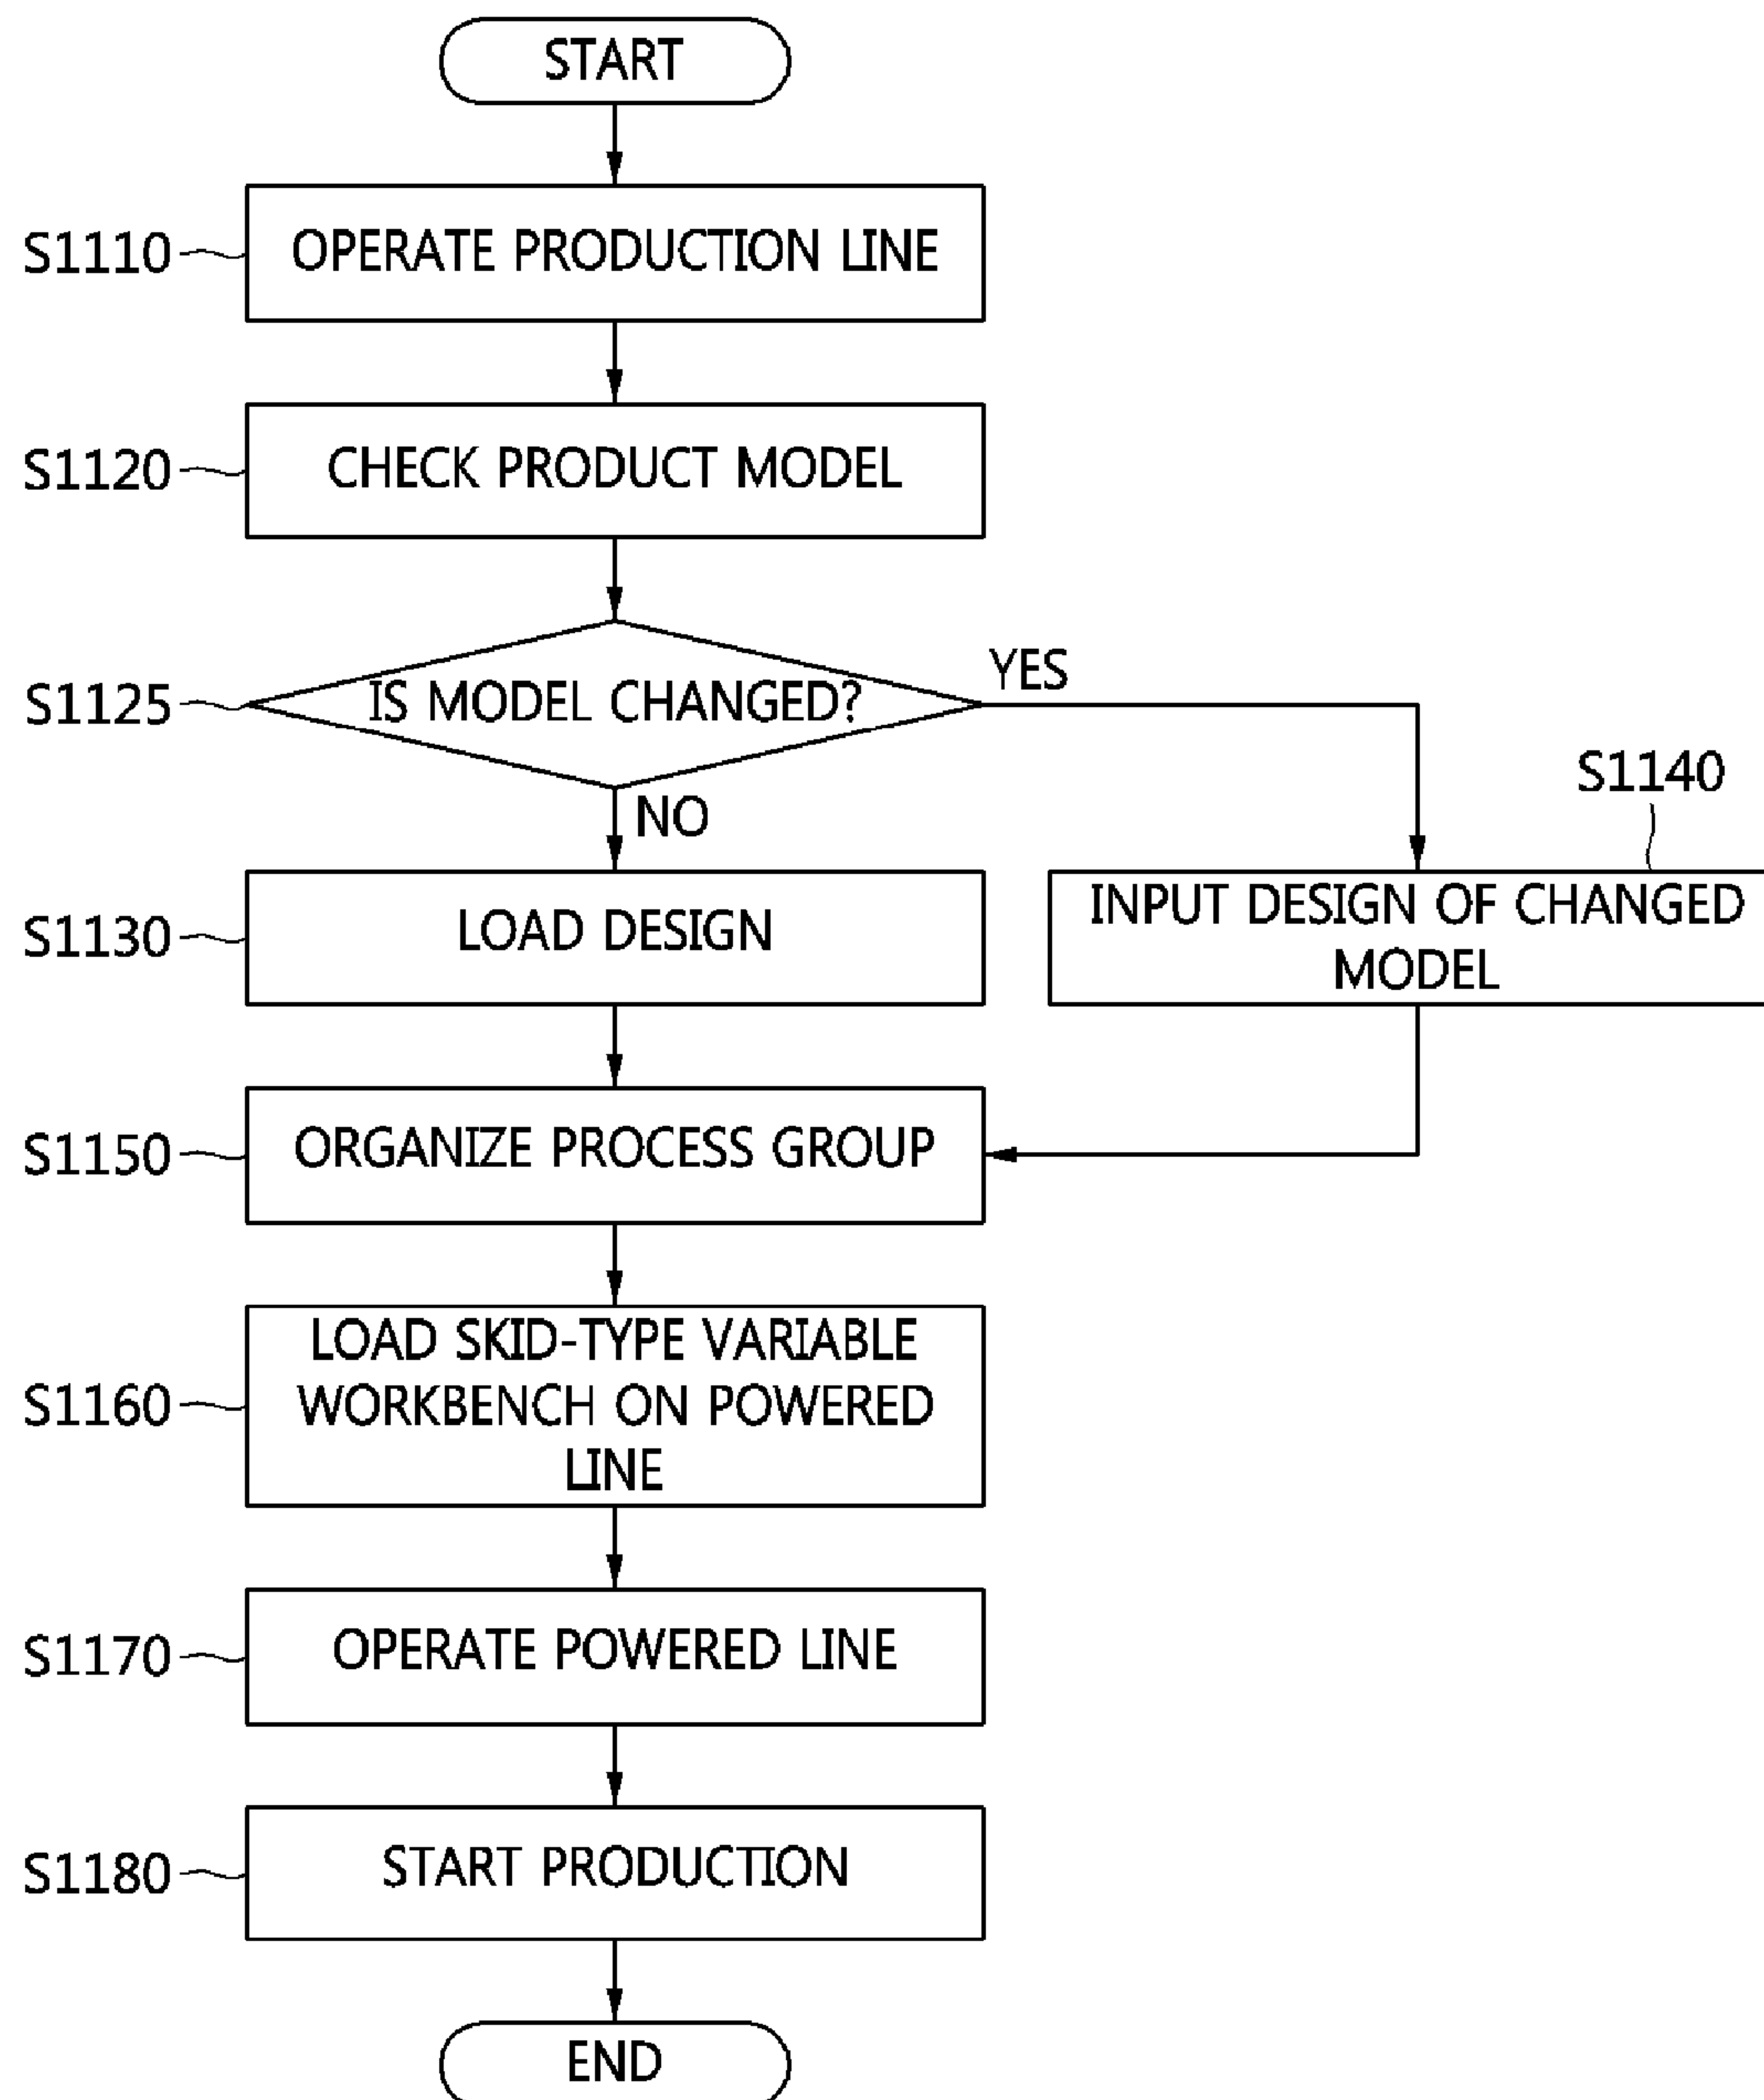 START
S1110
OPERATE PRODUCTION LINE
S1120
CHECK PRODUCT MODEL
S1125
IS MODEL CHANGED?
YES
NO
S1130
LOAD DESIGN
S1140
INPUT DESIGN OF CHANGED
MODEL
S1150
ORGANIZE PROCESS GROUP
S1160
LOAD SKID-TYPE VARIABLE
WORKBENCH ON POWERED
LINE
S1170
OPERATE POWERED LINE
S1180
START PRODUCTION
END